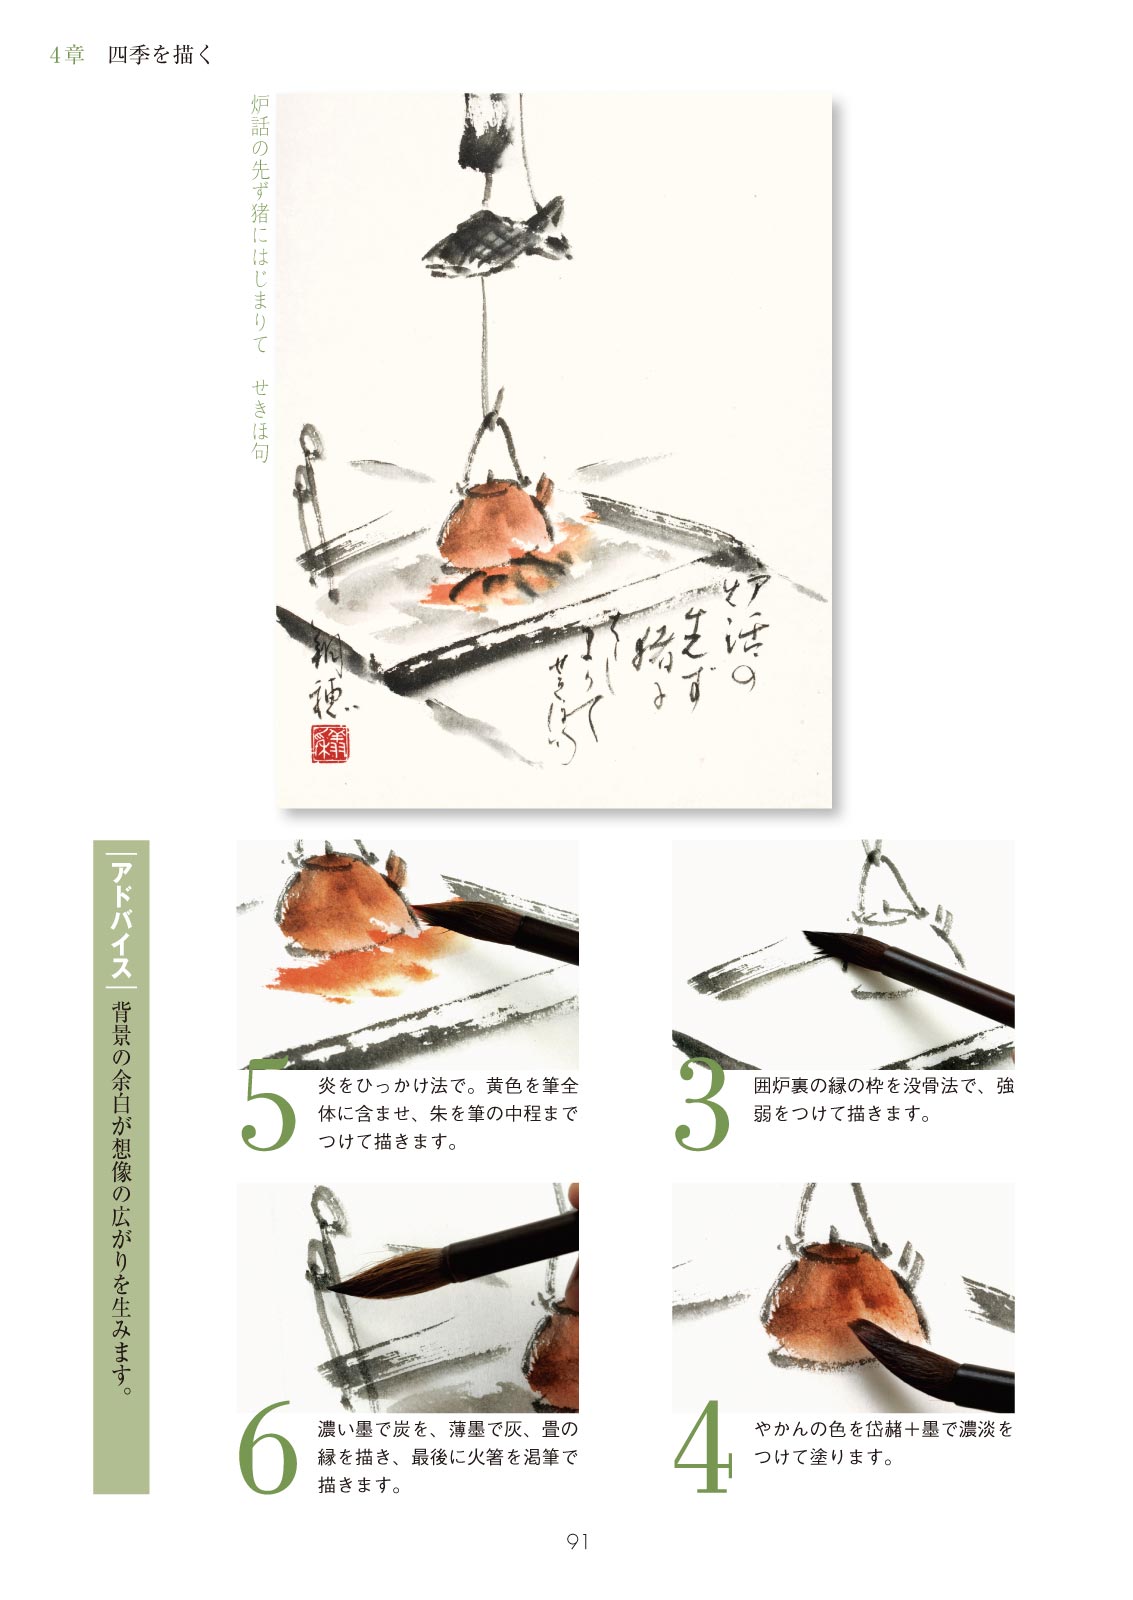 4章 四季を描く
炉話の先ず猪にはじまりて せきほ句
炉話の
先ず
猪に
はじ
まりて
せきほ句
3
囲炉裏の縁の枠を没骨法で、強
弱をつけて描きます。
4
やかんの色を岱赭＋墨で濃淡を
つけて塗ります。
5
炎をひっかけ法で。黄色を筆全
体に含ませ、朱を筆の中程まで
つけて描きます。
6
濃い墨で炭を、薄墨で灰、畳の
縁を描き、最後に火箸を渇筆で
描きます。
アドバイス 背景の余白が想像の広がりを生みます。
91